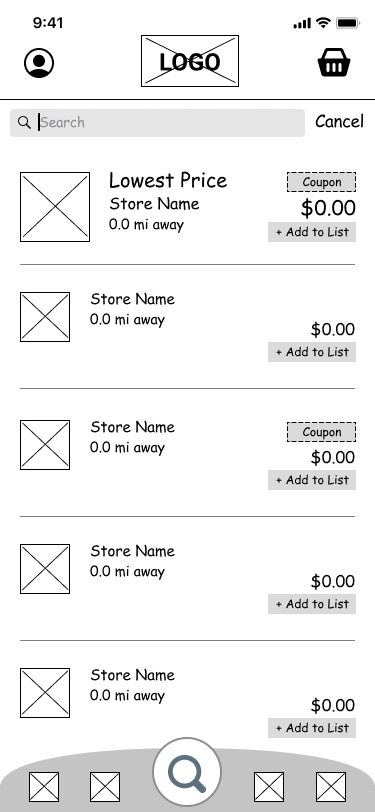 9:41
LOGO
Search
Cancel
Lowest Price
Coupon
Store Name
$0.00
0.0 mi away
+ Add to List
Store Name
0.0 mi away
$0.00
+ Add to List
Store Name
Coupon
0.0 mi away
$0.00
+ Add to List
Store Name
0.0 mi away
$0.00
+ Add to List
Store Name
0.0 mi away
$0.00
+ Add to List